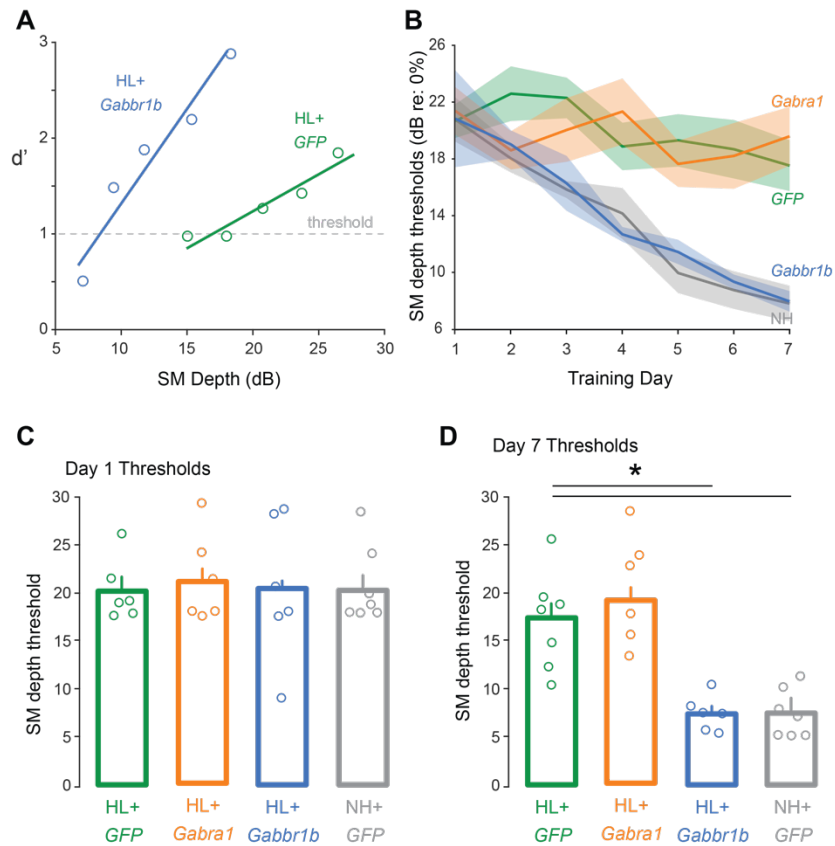 A
3
2
d'
1
0
5
10
15
20
25
30
SM Depth (dB)
HL+
Gabbr1b
HL+
GFP
threshold
B
SM depth thresholds (dB re: 0%)
26
22
18
14
10
6
1
2
3
4
5
6
7
Training Day
Gabra1
GFP
Gabbr1b
NH
C
Day 1 Thresholds
SM depth threshold
30
25
20
15
10
5
0
HL+
GFP
HL+
Gabra1
HL+
Gabbr1b
NH+
GFP
D
Day 7 Thresholds
*
SM depth threshold
30
25
20
15
10
5
0
HL+
GFP
HL+
Gabra1
HL+
Gabbr1b
NH+
GFP